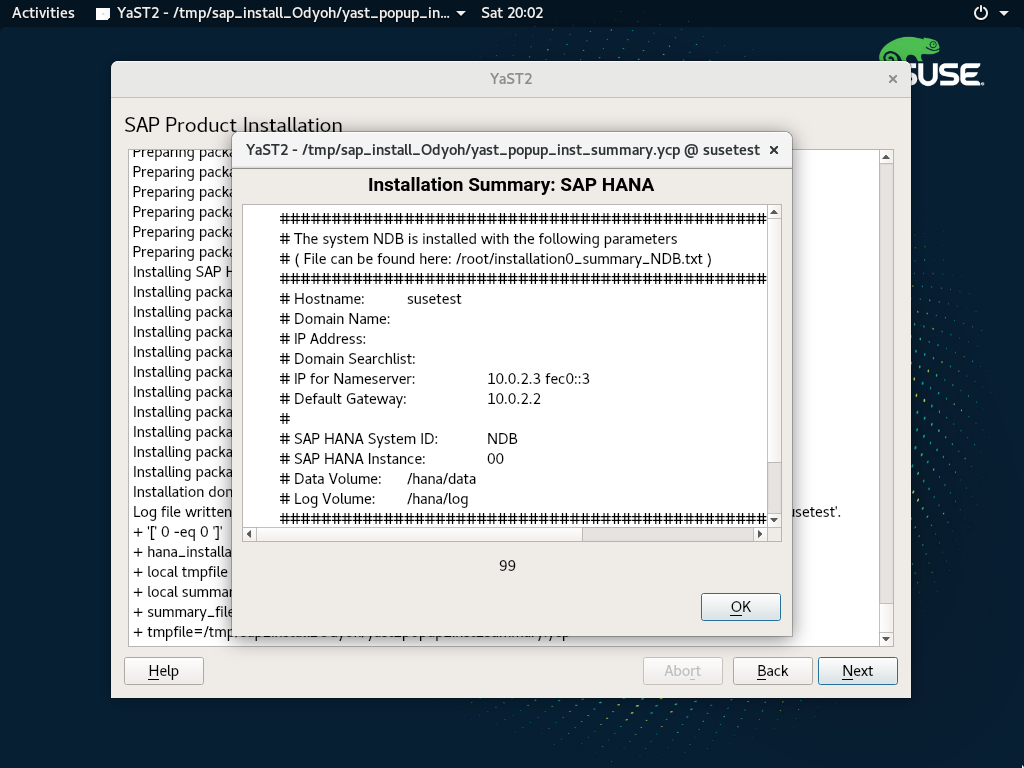 Activities YaST2 - /tmp/sap_install_Odyoh/yast_popup_in... Sat 20:02
SUSE
YaST2
SAP Product Installation
YaST2 - /tmp/sap_install_Odyoh/yast_popup_inst_summary.ycp @ susetest
Installation Summary: SAP HANA
###############################################
# The system NDB is installed with the following parameters
# ( File can be found here: /root/installation0_summary_NDB.txt )
###############################################
# Hostname: susetest
# Domain Name:
# IP Address:
# Domain Searchlist:
# IP for Nameserver: 10.0.2.3 fec0::3
# Default Gateway: 10.0.2.2
#
# SAP HANA System ID: NDB
# SAP HANA Instance: 00
# Data Volume: /hana/data
# Log Volume: /hana/log
###############################################
99
OK
Preparing packa
Preparing packa
Preparing packa
Preparing packa
Preparing packa
Preparing packa
Installing SAP H
Installing packa
Installing packa
Installing packa
Installing packa
Installing packa
Installing packa
Installing packa
Installing packa
Installing packa
Installing packa
Installation don
Log file written usetest'.
+ '[' 0 -eq 0 ']'
+ hana_installa
+ local tmpfile
+ local summar
+ summary_file
+ tmpfile=/tmp
Help Abort Back Next